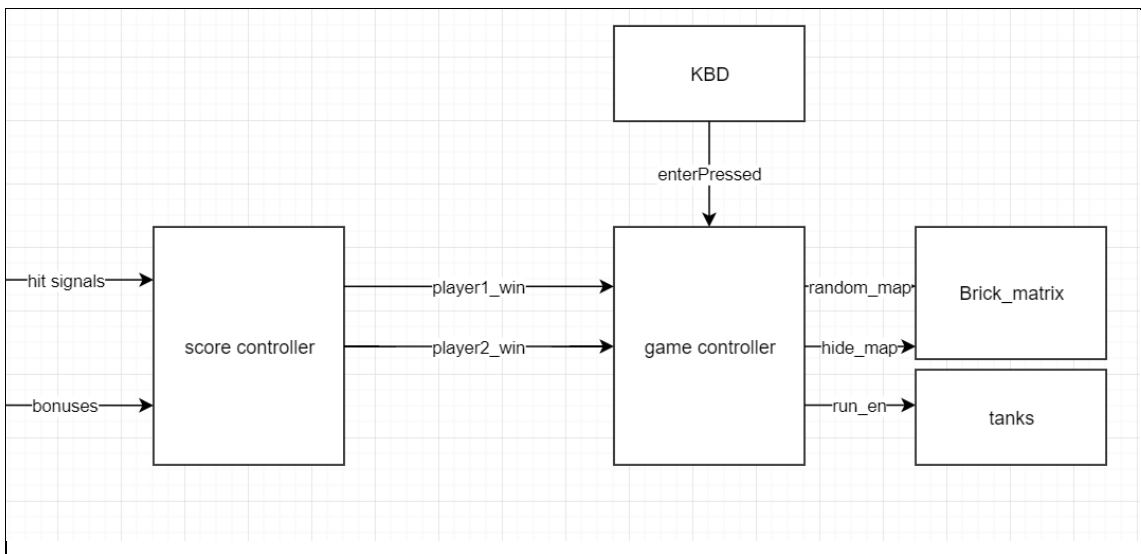 KBD
enterPressed
hit signals
bonuses
score controller
player1_win
player2_win
game controller
random_map
hide_map
run_en
Brick_matrix
tanks